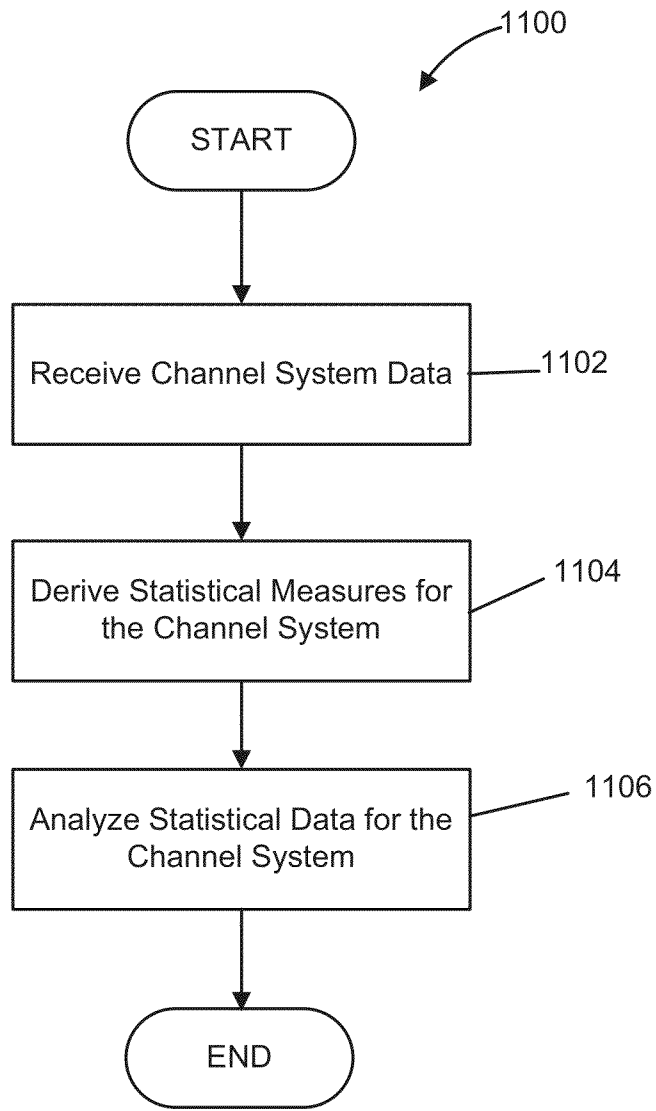 1100
START
Receive Channel System Data
1102
Derive Statistical Measures for
the Channel System
1104
Analyze Statistical Data for the
Channel System
1106
END